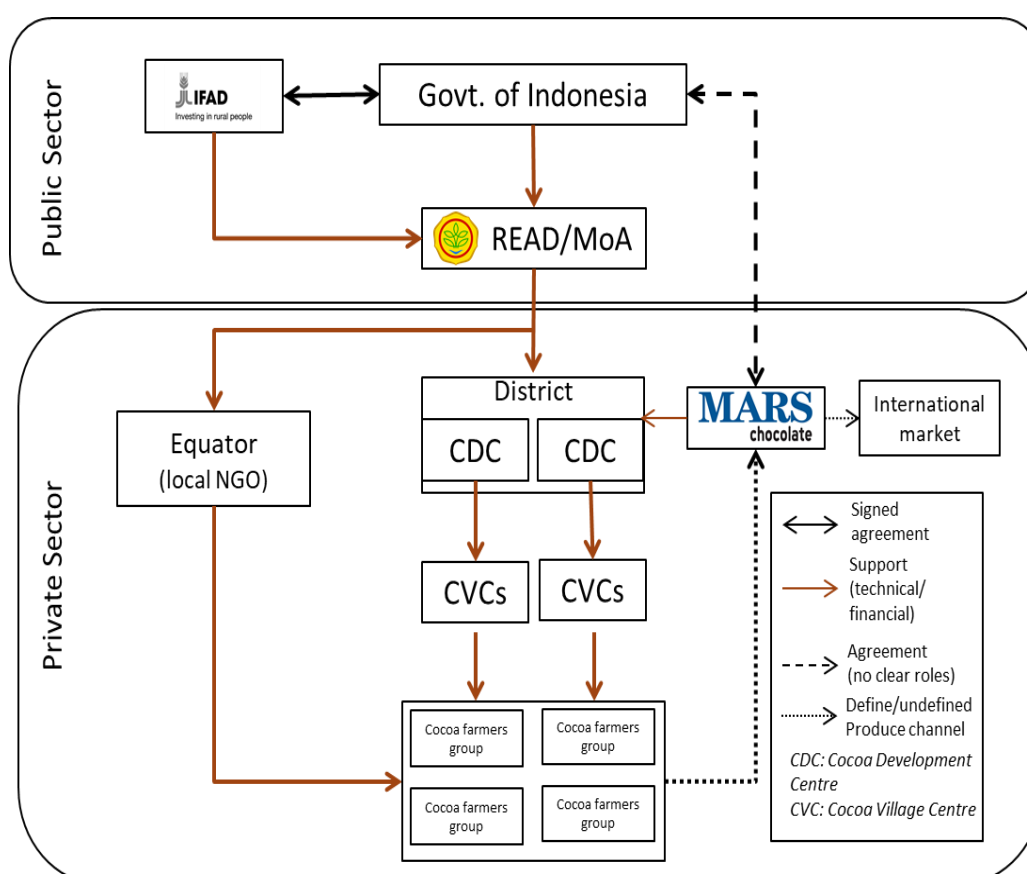 Public Sector
IFAD
Investing in rural people
Govt. of Indonesia
READ/MoA
Private Sector
Equator
(local NGO)
District
CDC
CDC
CVCs
CVCs
Cocoa farmers
group
Cocoa farmers
group
Cocoa farmers
group
Cocoa farmers
group
MARS
chocolate
International
market
Signed
agreement
Support
(technical/
financial)
Agreement
(no clear roles)
Define/undefined
Produce channel
CDC: Cocoa Development
Centre
CVC: Cocoa Village Centre